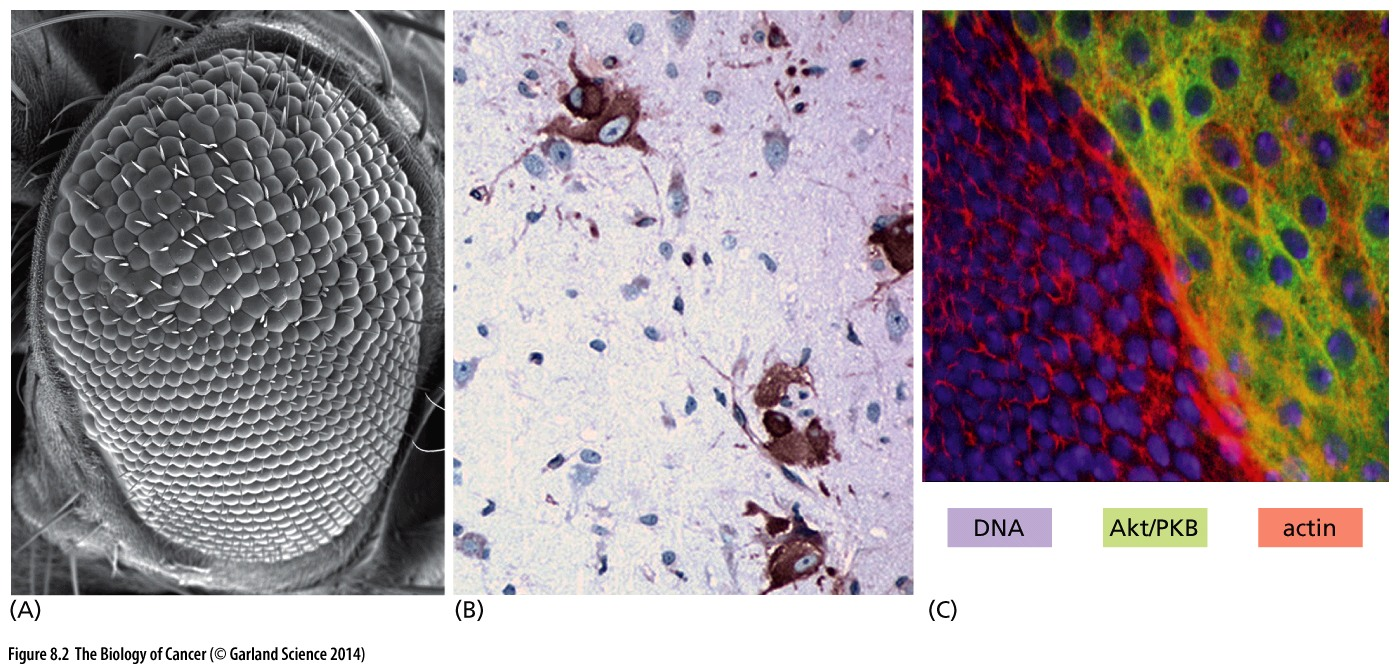 DNA
Akt/PKB
actin
(A)
(B)
(C)
Figure 8.2 The Biology of Cancer (© Garland Science 2014)